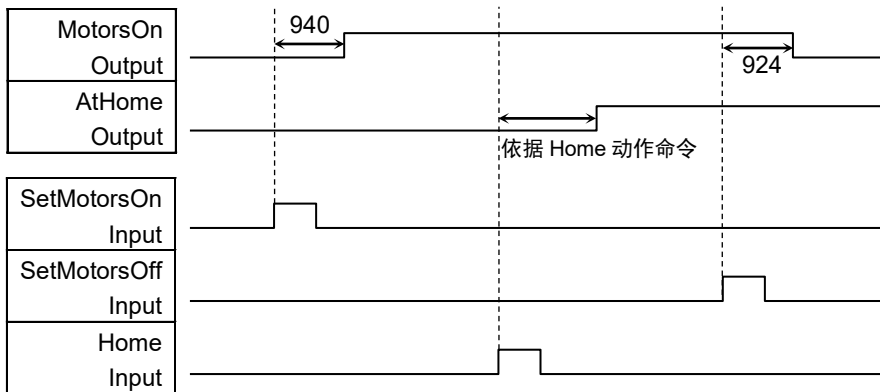 MotorsOn
Output
940
924
AtHome
Output
依据 Home 动作命令
SetMotorsOn
Input
SetMotorsOff
Input
Home
Input